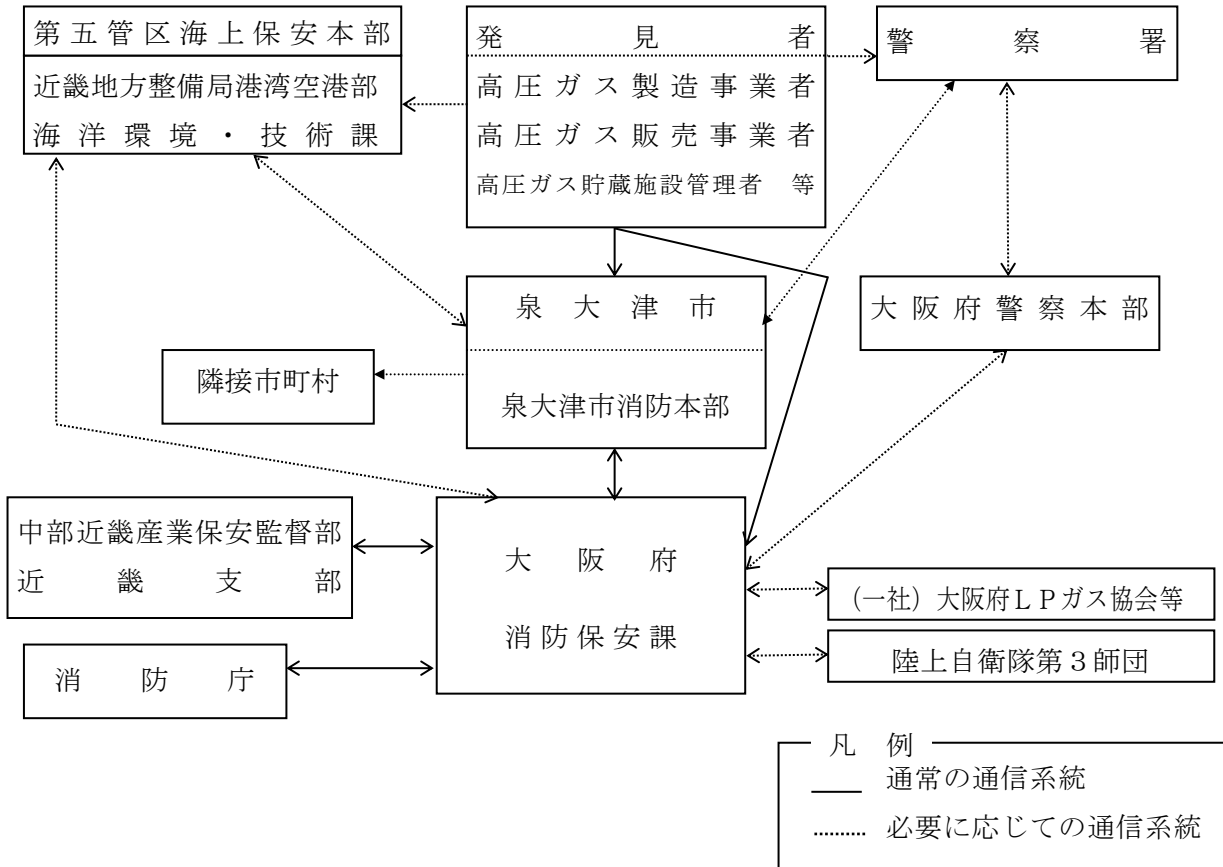 第五管区海上保安本部
近畿地方整備局港湾空港部
海洋環境・技術課
発見者
高圧ガス製造事業者
高圧ガス販売事業者
高圧ガス貯蔵施設管理者 等
警察署
泉大津市
泉大津市消防本部
大阪府警察本部
隣接市町村
中部近畿産業保安監督部
近畿支部
大阪府
消防保安課
(一社)大阪府LPガス協会等
消防庁
陸上自衛隊第3師団
凡 例
通常の通信系統
必要に応じての通信系統